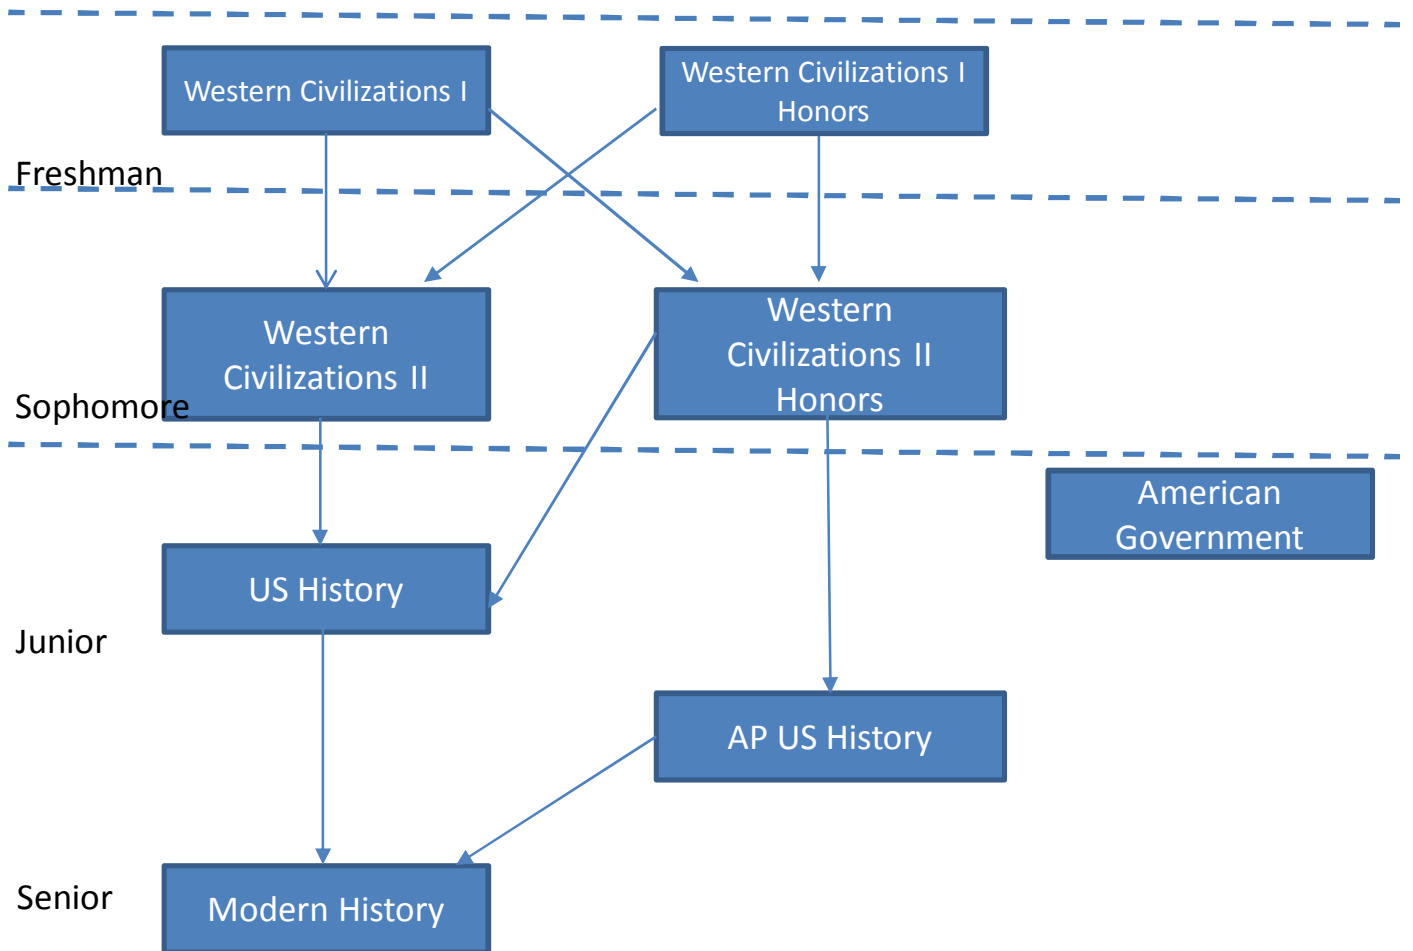 Western Civilizations I
Western Civilizations I
Honors
Freshman
Western
Civilizations II
Western
Civilizations II
Honors
Sophomore
American
Government
US History
Junior
AP US History
Senior
Modern History